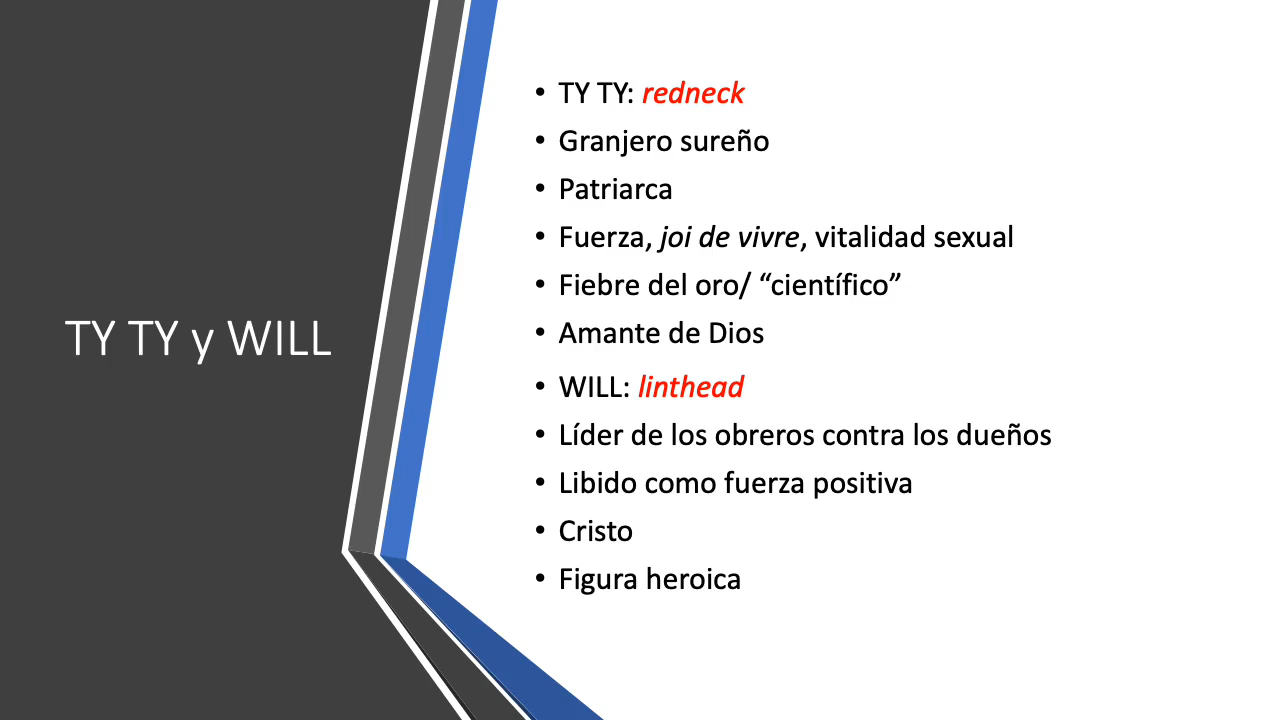 TY TY y WILL
• TY TY: redneck
• Granjero sureño
• Patriarca
• Fuerza, joi de vivre, vitalidad sexual
• Fiebre del oro/ “científico”
• Amante de Dios
• WILL: linthead
• Líder de los obreros contra los dueños
• Libido como fuerza positiva
• Cristo
• Figura heroica